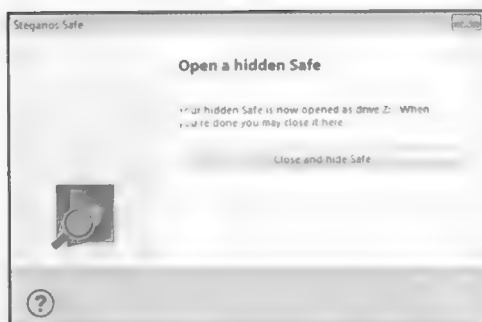 Steganos Safe
Open a hidden Safe
Your hidden Safe is now opened as drive Z: When
you're done you may close it here
Close and hide Safe
?